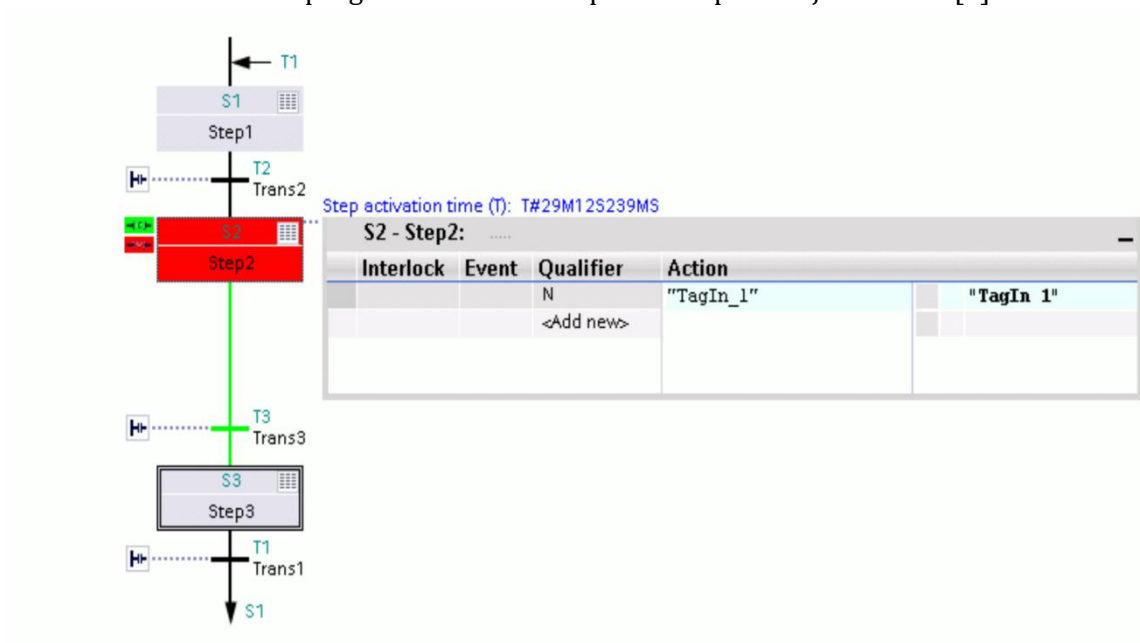 T1
S1
Step1
T2
Trans2
Step activation time (T): T#29M12S239MS
S2
Step2
S2 - Step2: .....
Interlock Event Qualifier Action
N "TagIn_1" "TagIn 1"
<Add new>
T3
Trans3
S3
Step3
T1
Trans1
S1